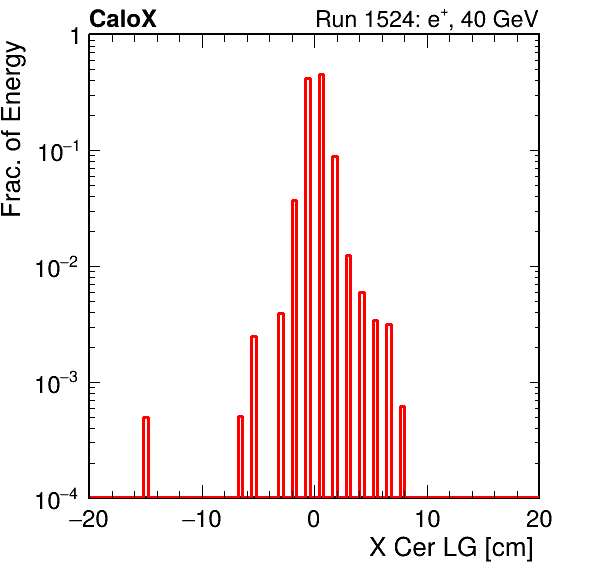 CaloX Run 1524: e⁺, 40 GeV
Frac. of Energy
1
10⁻¹
10⁻²
10⁻³
10⁻⁴
−20 −10 0 10 20
X Cer LG [cm]